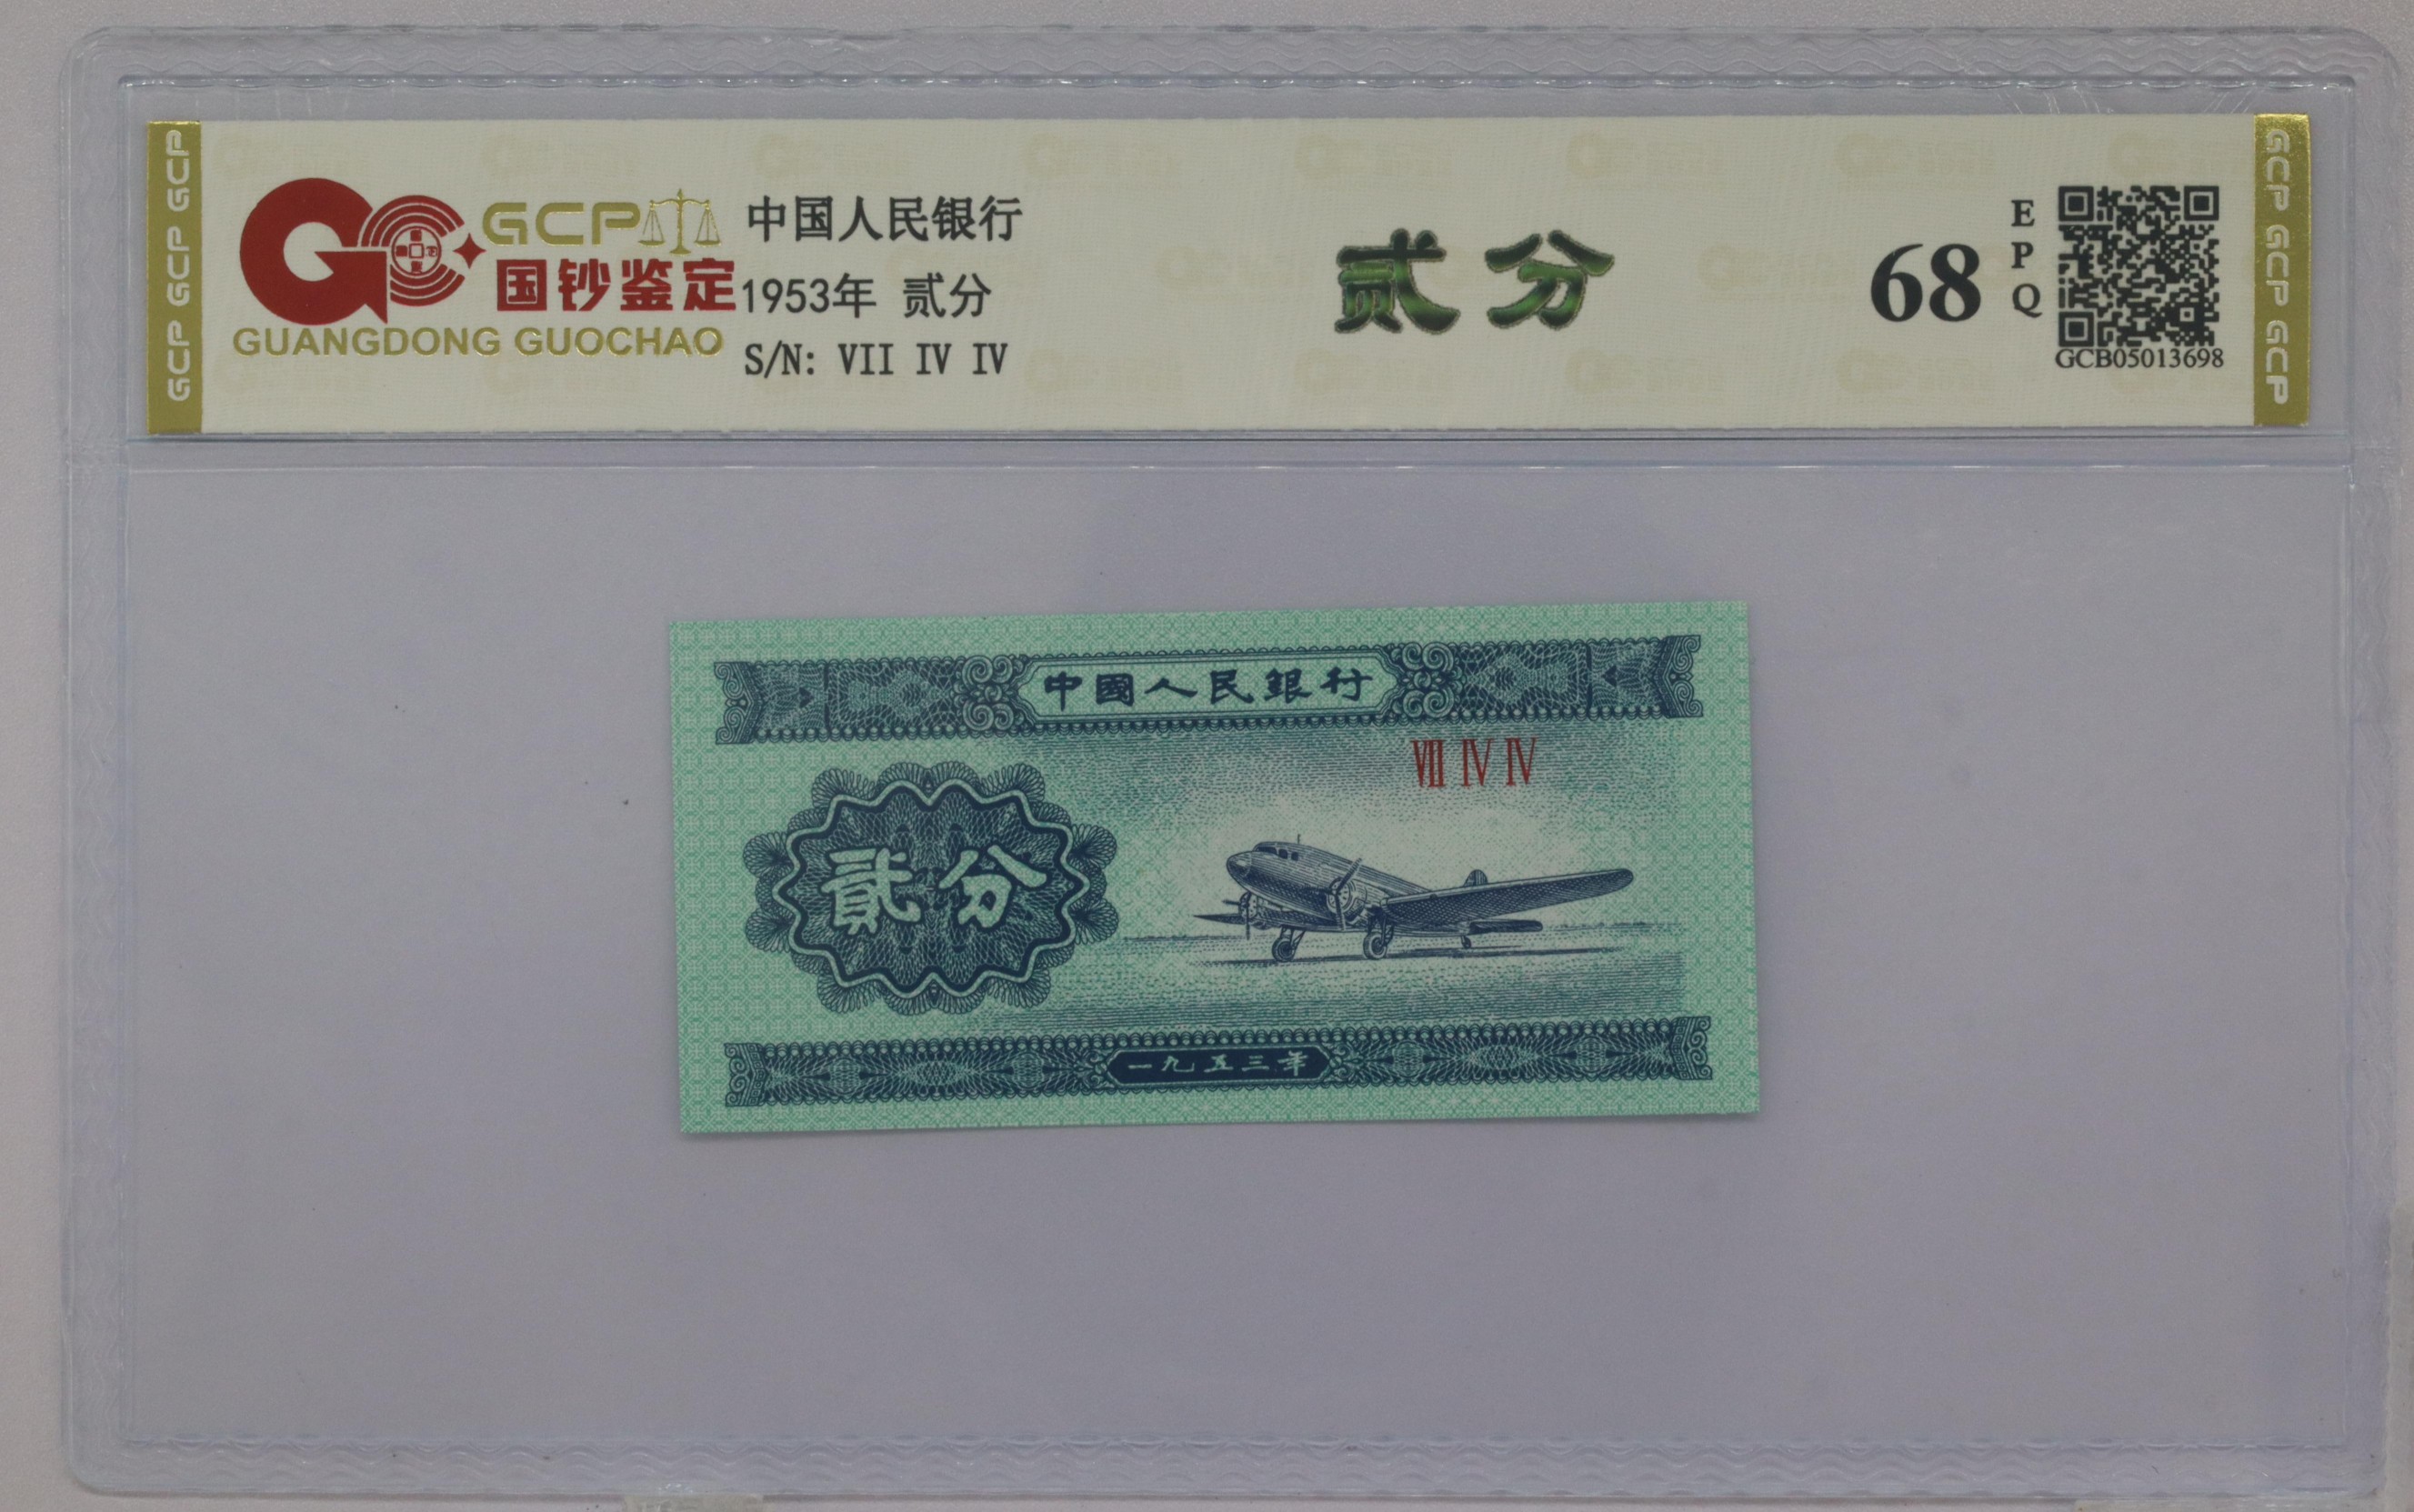 GCP GCP GCP
GCP
国钞鉴定
GUANGDONG GUOCHAO
中国人民银行
1953年 贰分
S/N: VII IV IV
贰分
68
EPQ
GCB05013698
GCP GCP GCP
中國人民銀行
VII IV IV
貳分
一九五三年